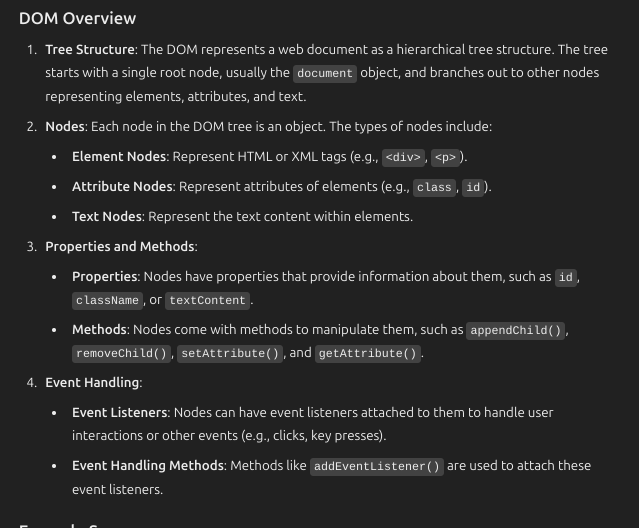 DOM Overview
1. Tree Structure: The DOM represents a web document as a hierarchical tree structure. The tree
starts with a single root node, usually the document object, and branches out to other nodes
representing elements, attributes, and text.
2. Nodes: Each node in the DOM tree is an object. The types of nodes include:
• Element Nodes: Represent HTML or XML tags (e.g., <div>, <p>).
• Attribute Nodes: Represent attributes of elements (e.g., class, id).
• Text Nodes: Represent the text content within elements.
3. Properties and Methods:
• Properties: Nodes have properties that provide information about them, such as id,
className, or textContent.
• Methods: Nodes come with methods to manipulate them, such as appendChild(),
removeChild(), setAttribute(), and getAttribute().
4. Event Handling:
• Event Listeners: Nodes can have event listeners attached to them to handle user
interactions or other events (e.g., clicks, key presses).
• Event Handling Methods: Methods like addEventListener() are used to attach these
event listeners.